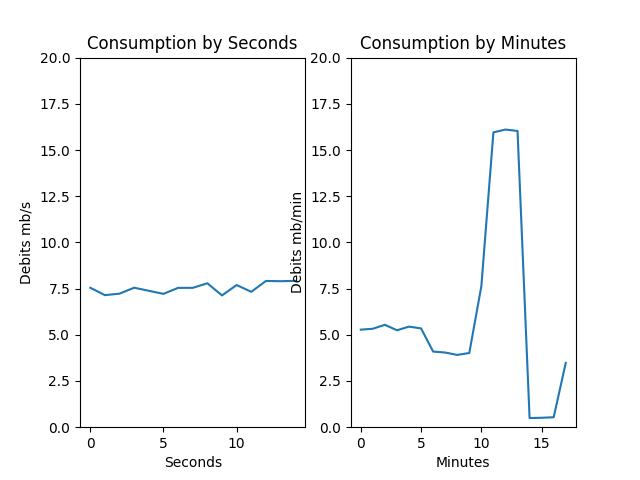 Consumption by Seconds
Debits mb/s
20.0
17.5
15.0
12.5
10.0
7.5
5.0
2.5
0.0
0 5 10
Seconds
Consumption by Minutes
Debits mb/min
20.0
17.5
15.0
12.5
10.0
7.5
5.0
2.5
0.0
0 5 10 15
Minutes